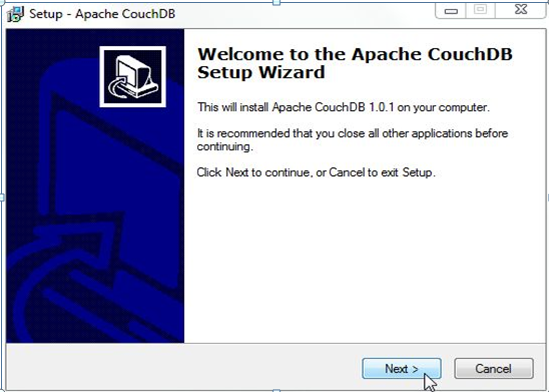 Setup - Apache CouchDB
Welcome to the Apache CouchDB
Setup Wizard
This will install Apache CouchDB 1.0.1 on your computer.
It is recommended that you close all other applications before
continuing.
Click Next to continue, or Cancel to exit Setup.
Next >
Cancel